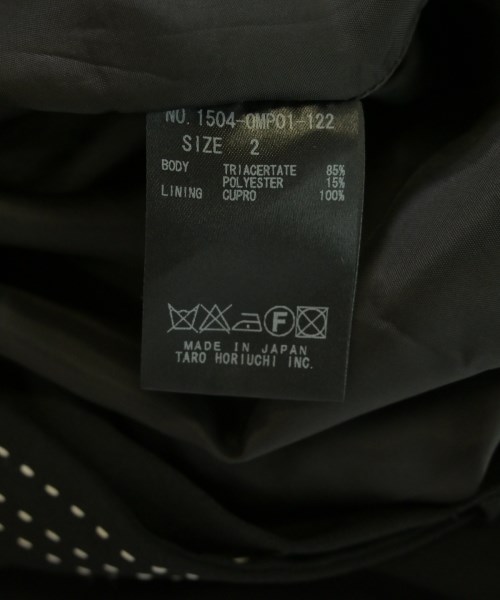 NO. 1504-OMP01-122
SIZE 2
BODY TRIACERTATE 85%
POLYESTER 15%
LINING CUPRO 100%
F
MADE IN JAPAN
TARO HORIUCHI INC.